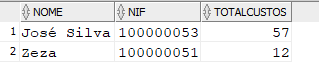 NOME NIF TOTALCUSTOS
1 José Silva 100000053 57
2 Zeza 100000051 12